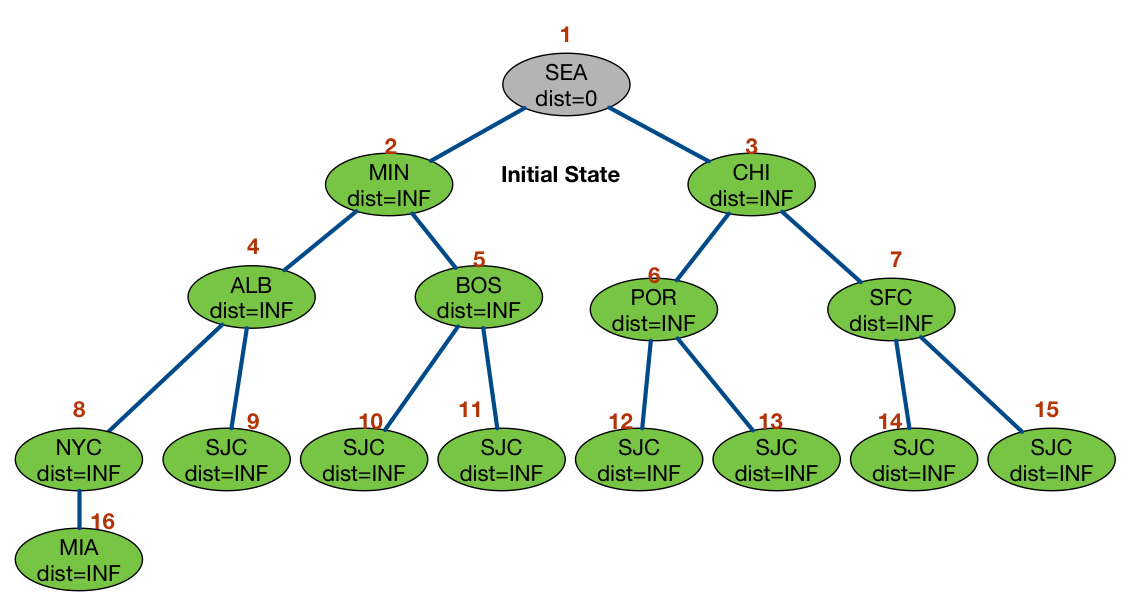 1
SEA
dist=0
2
3
MIN
dist=INF
Initial State
CHI
dist=INF
4
5
6
7
ALB
dist=INF
BOS
dist=INF
POR
dist=INF
SFC
dist=INF
8
9
10
11
12
13
14
15
NYC
dist=INF
SJC
dist=INF
SJC
dist=INF
SJC
dist=INF
SJC
dist=INF
SJC
dist=INF
SJC
dist=INF
SJC
dist=INF
16
MIA
dist=INF